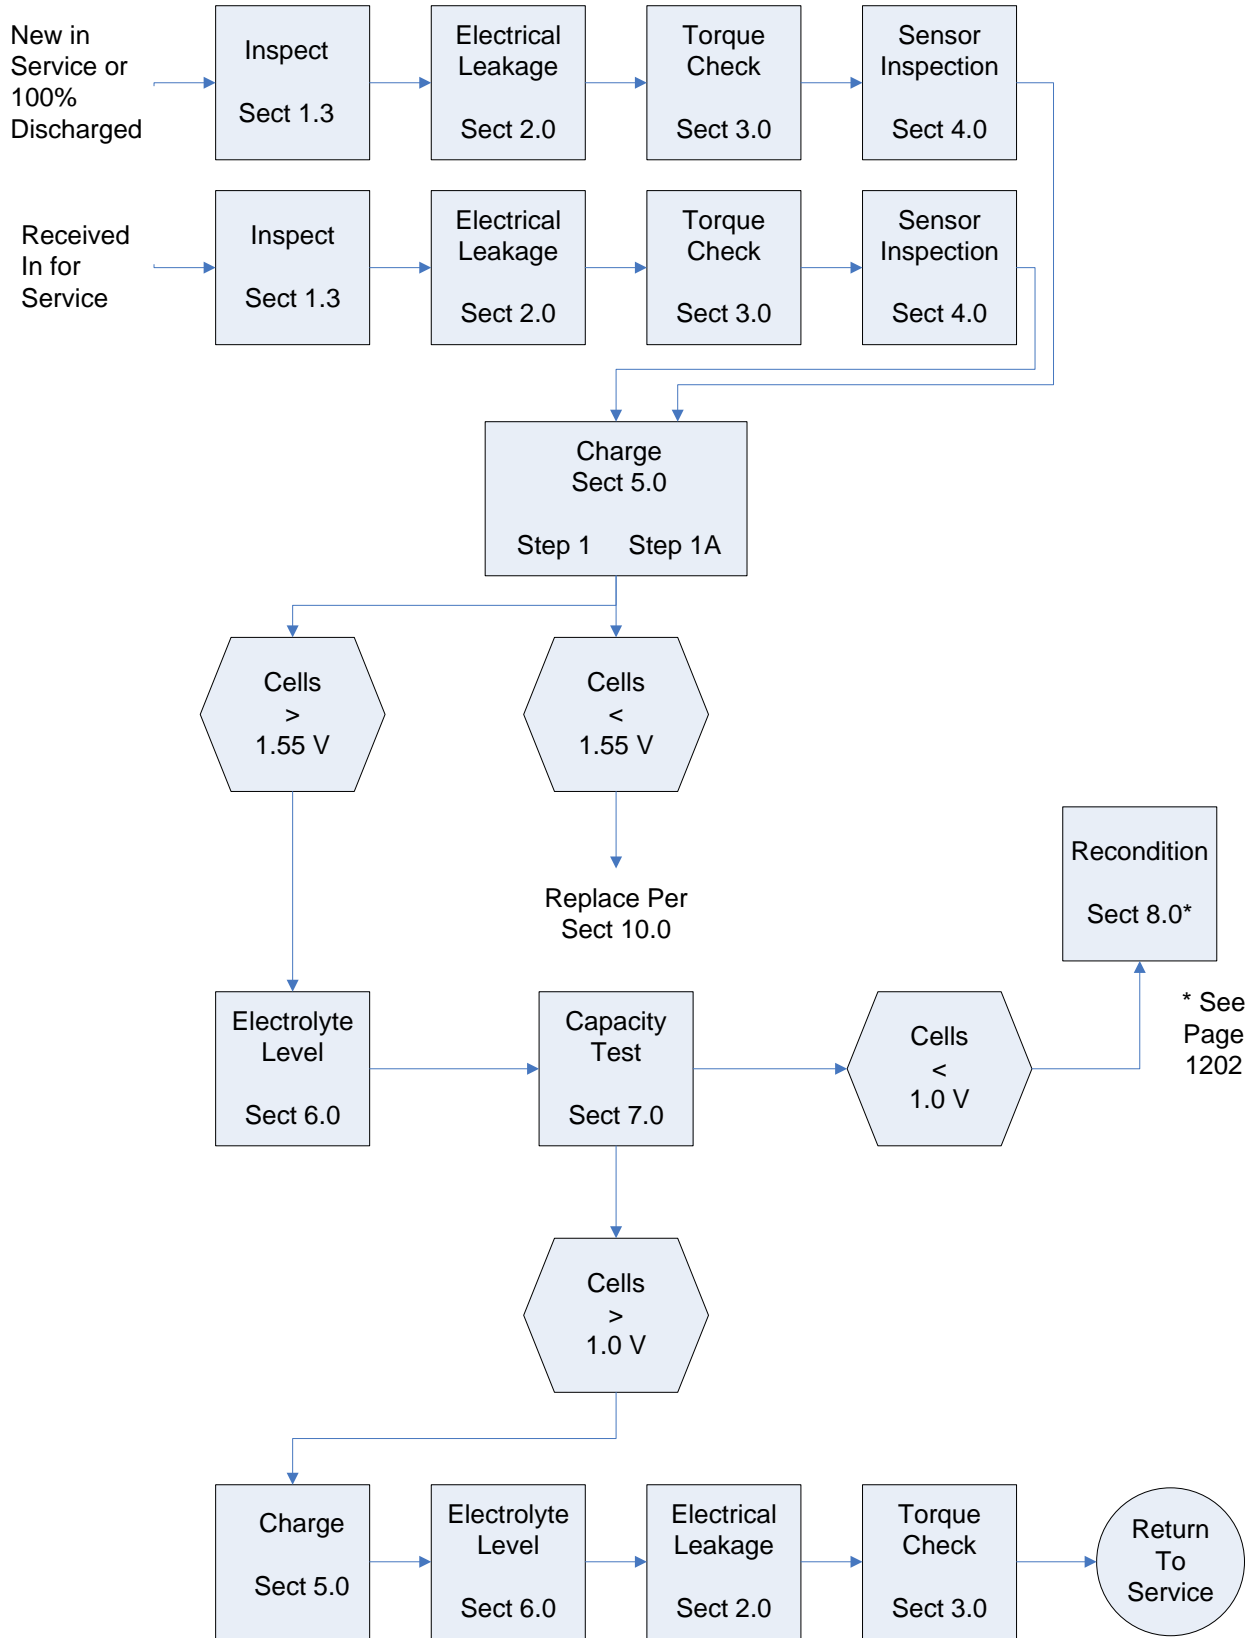 New in
Service or
100%
Discharged
Inspect
Sect 1.3
Electrical
Leakage
Sect 2.0
Torque
Check
Sect 3.0
Sensor
Inspection
Sect 4.0
Received
In for
Service
Inspect
Sect 1.3
Electrical
Leakage
Sect 2.0
Torque
Check
Sect 3.0
Sensor
Inspection
Sect 4.0
Charge
Sect 5.0
Step 1 Step 1A
Cells
>
1.55 V
Cells
<
1.55 V
Replace Per
Sect 10.0
Recondition
Sect 8.0*
* See
Page
1202
Electrolyte
Level
Sect 6.0
Capacity
Test
Sect 7.0
Cells
<
1.0 V
Cells
>
1.0 V
Charge
Sect 5.0
Electrolyte
Level
Sect 6.0
Electrical
Leakage
Sect 2.0
Torque
Check
Sect 3.0
Return
To
Service